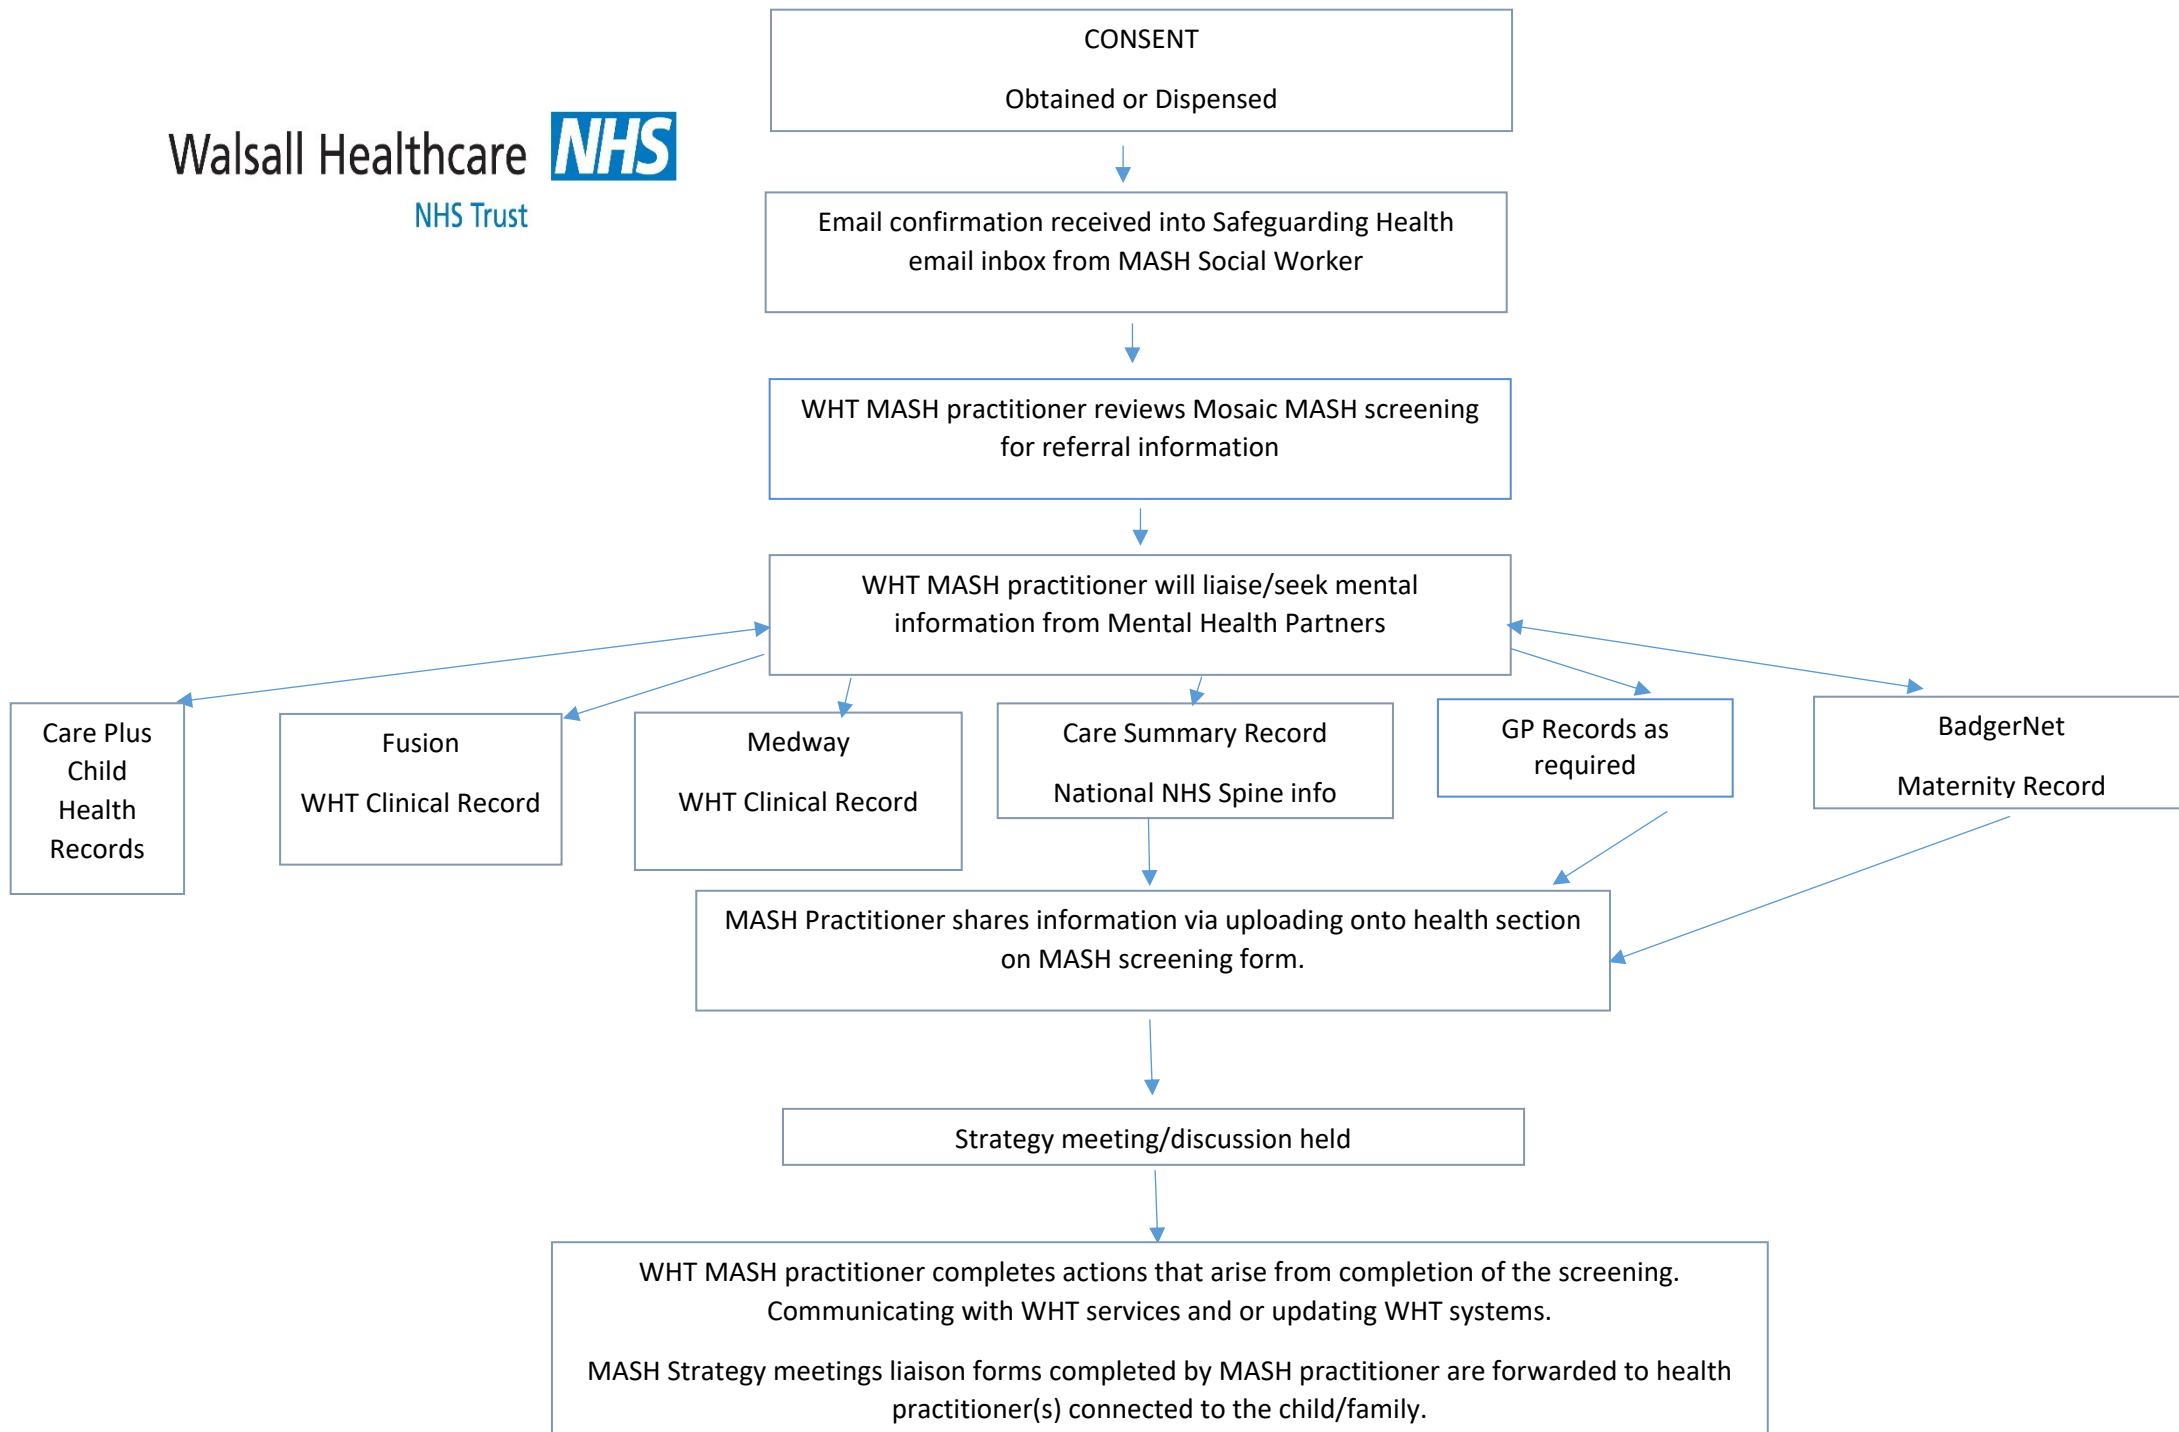 CONSENT
Obtained or Dispensed
Walsall Healthcare NHS
NHS Trust
Email confirmation received into Safeguarding Health
email inbox from MASH Social Worker
WHT MASH practitioner reviews Mosaic MASH screening
for referral information
WHT MASH practitioner will liaise/seek mental
information from Mental Health Partners
Care Plus
Child
Health
Records
Fusion
WHT Clinical Record
Medway
WHT Clinical Record
Care Summary Record
National NHS Spine info
GP Records as
required
BadgerNet
Maternity Record
MASH Practitioner shares information via uploading onto health section
on MASH screening form.
Strategy meeting/discussion held
WHT MASH practitioner completes actions that arise from completion of the screening.
Communicating with WHT services and or updating WHT systems.
MASH Strategy meetings liaison forms completed by MASH practitioner are forwarded to health
practitioner(s) connected to the child/family.